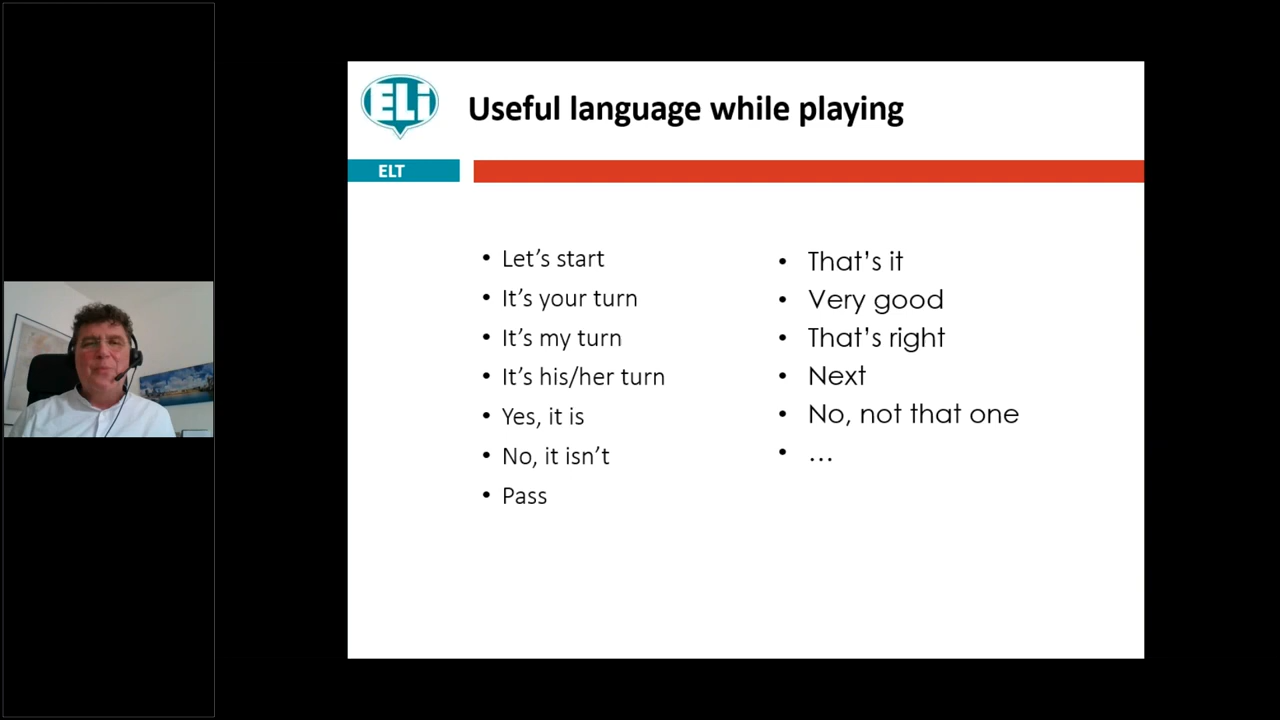 ELi
Useful language while playing
ELT
• Let’s start
• It’s your turn
• It’s my turn
• It’s his/her turn
• Yes, it is
• No, it isn’t
• Pass
• That’s it
• Very good
• That’s right
• Next
• No, not that one
• …